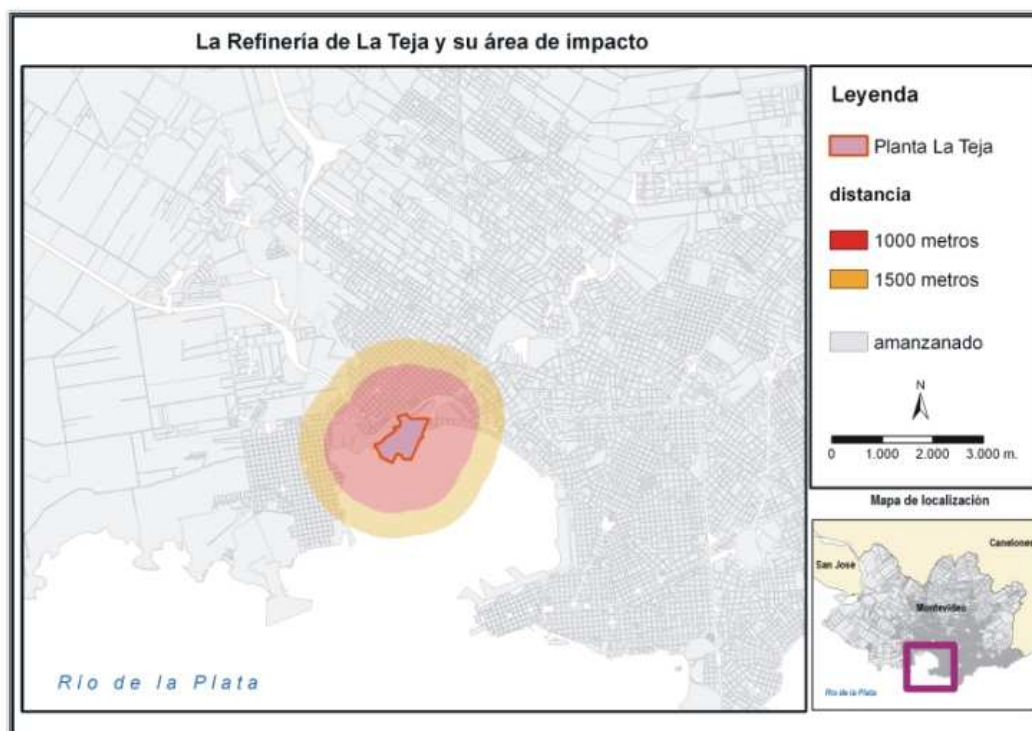 La Refinería de La Teja y su área de impacto
Río de la Plata
Leyenda
Planta La Teja
distancia
1000 metros
1500 metros
amanzanado
N
0 1.000 2.000 3.000 m.
Mapa de localización
Canelones
San José
Montevideo
Río de la Plata